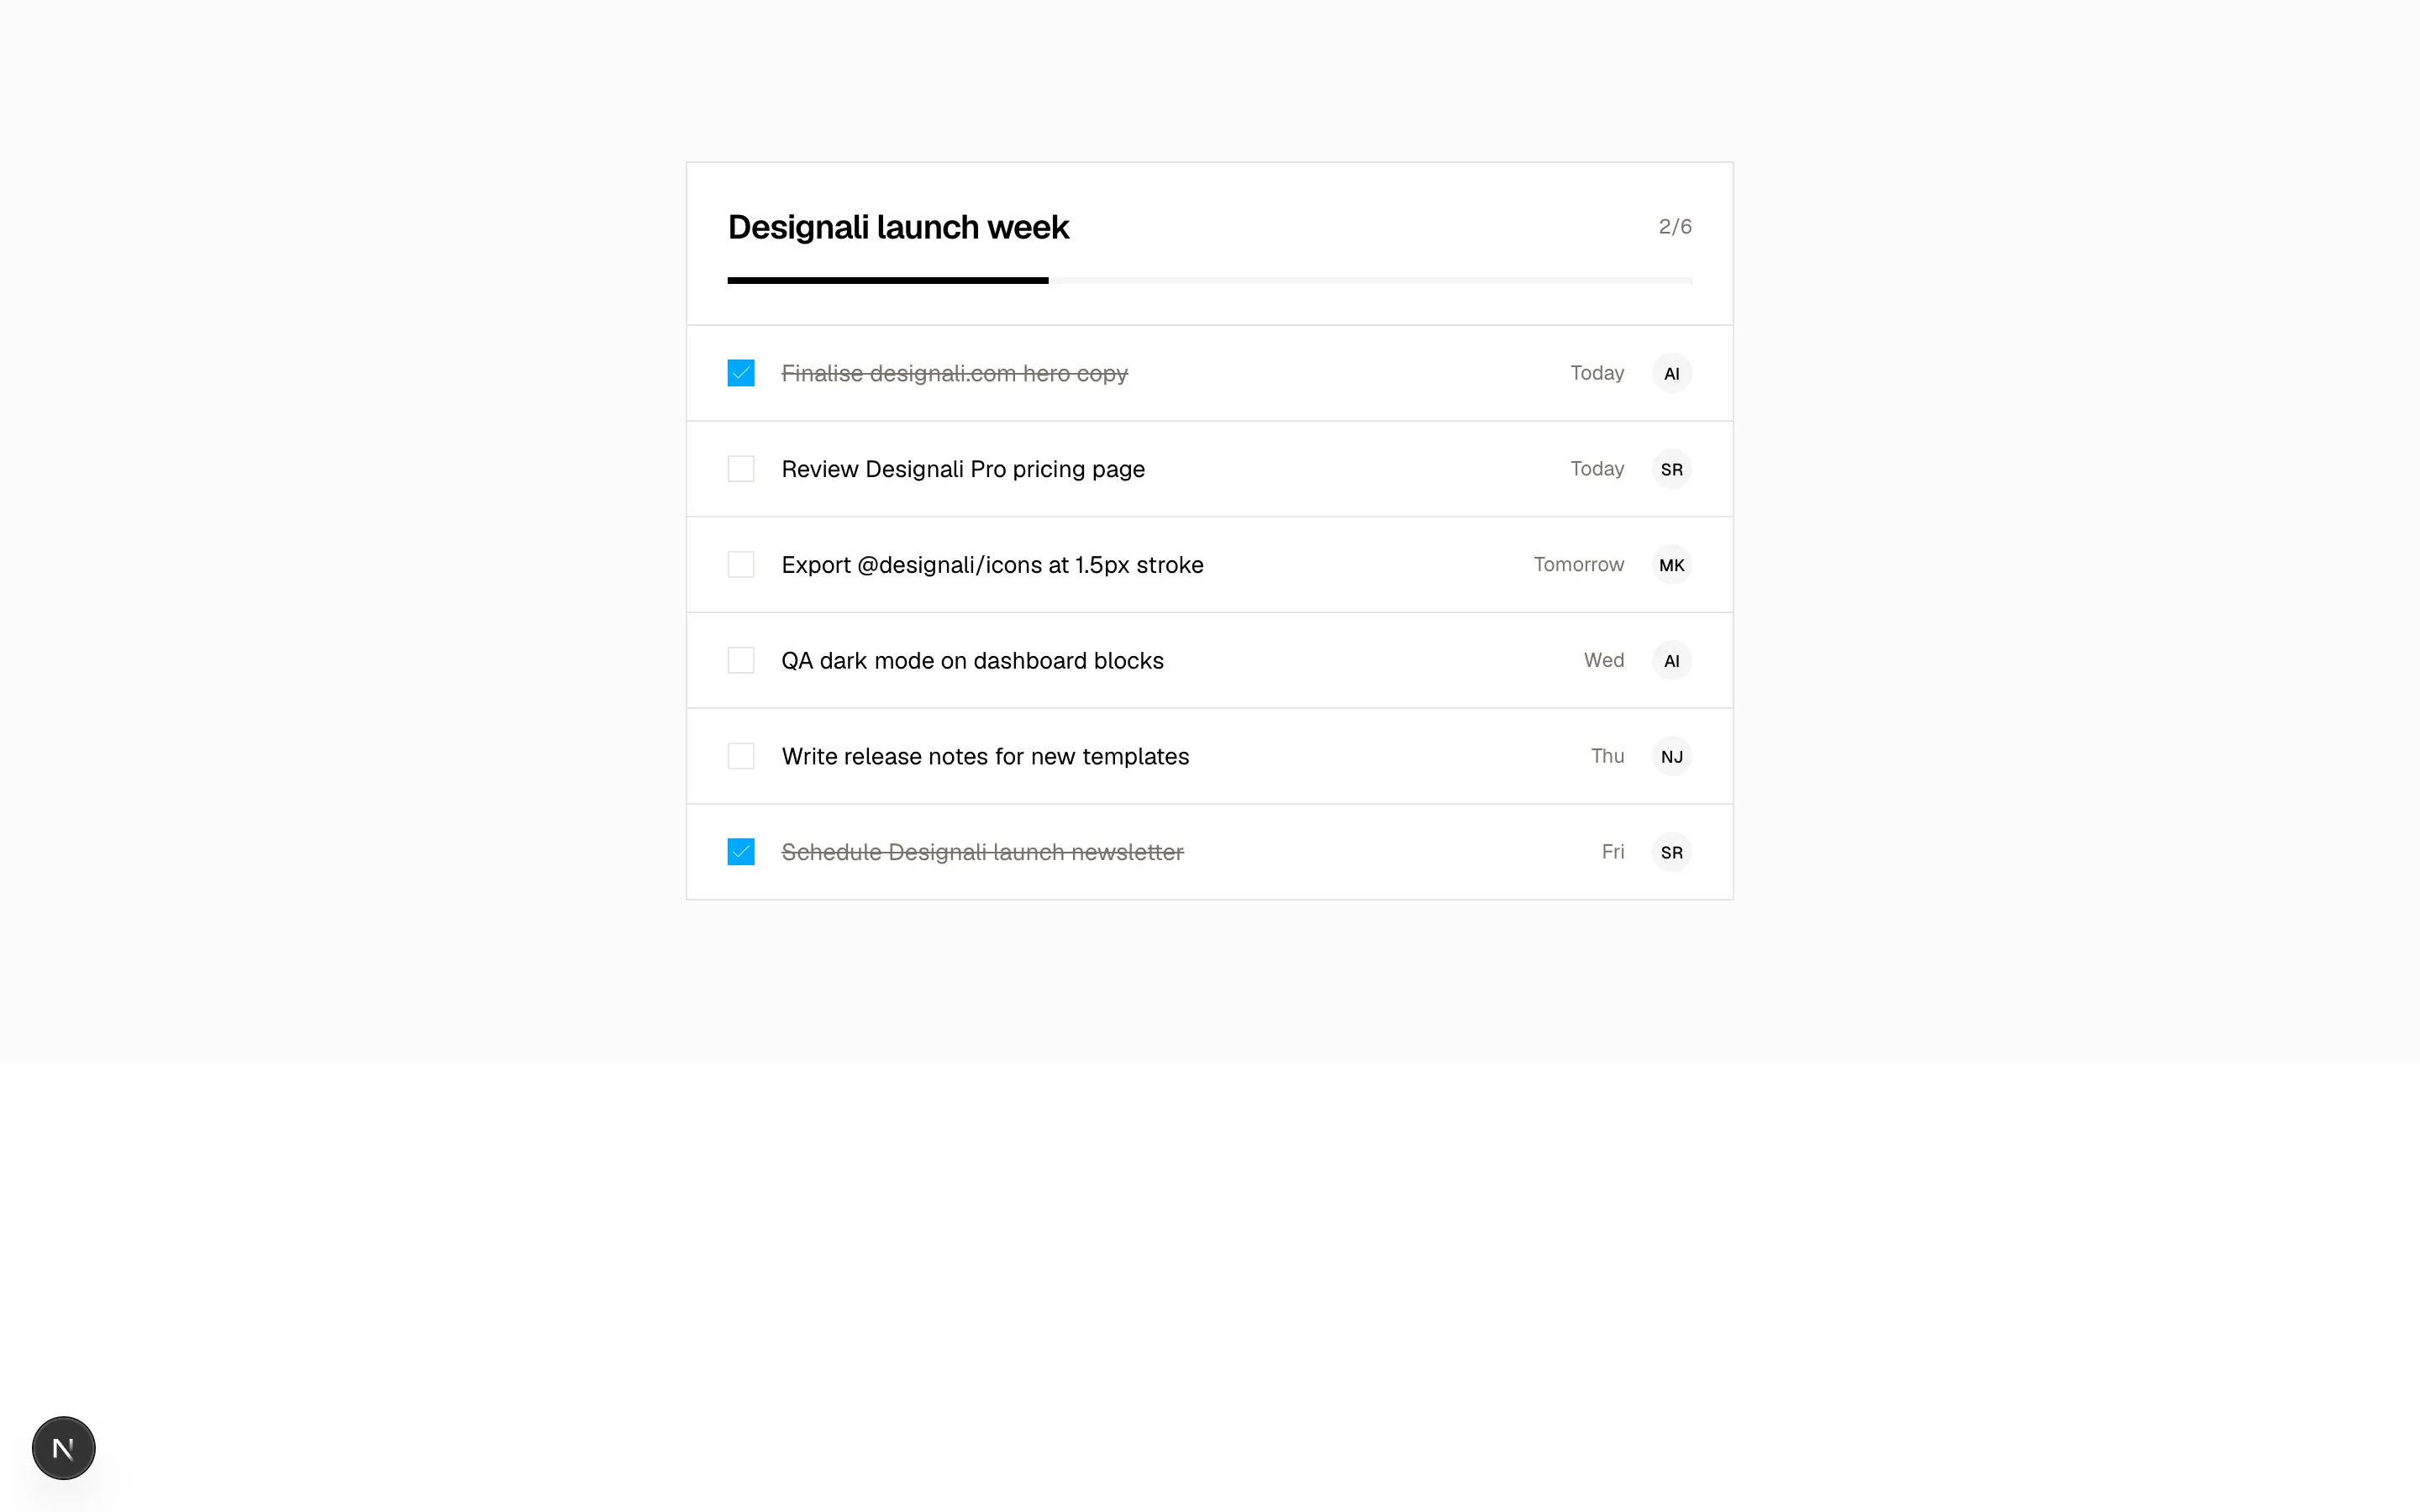 Designali launch week 2/6
Finalise designali.com hero copy Today AI
Review Designali Pro pricing page Today SR
Export @designali/icons at 1.5px stroke Tomorrow MK
QA dark mode on dashboard blocks Wed AI
Write release notes for new templates Thu NJ
Schedule Designali launch newsletter Fri SR
N